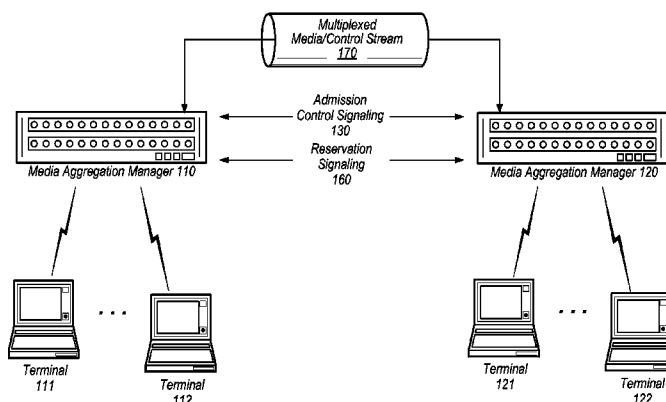 Multiplexed
Media/Control Stream
170
Admission
Control Signaling
130
Reservation
Signaling
160
Media Aggregation Manager 110
Media Aggregation Manager 120
. . .
. . .
Terminal
111
Terminal
112
Terminal
121
Terminal
122